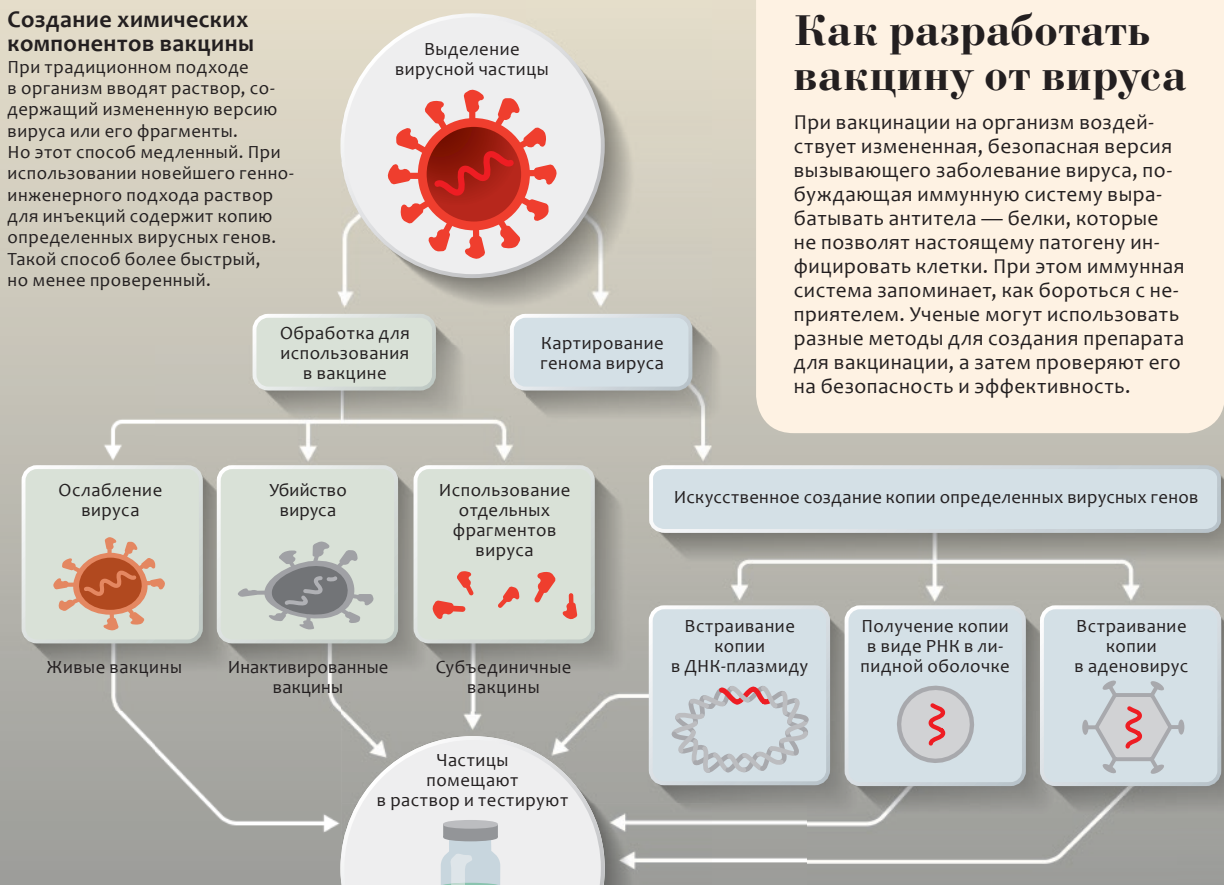 Создание химических
компонентов вакцины
При традиционном подходе
в организм вводят раствор, со-
держащий измененную версию
вируса или его фрагменты.
Но этот способ медленный. При
использовании новейшего генно-
инженерного подхода раствор
для инъекций содержит копию
определенных вирусных генов.
Такой способ более быстрый,
но менее проверенный.
Выделение
вирусной частицы
Как разработать
вакцину от вируса
При вакцинации на организм воздей-
ствует измененная, безопасная версия
вызывающего заболевание вируса, по-
буждающая иммунную систему выра-
батывать антитела — белки, которые
не позволят настоящему патогену ин-
фицировать клетки. При этом иммунная
система запоминает, как бороться с не-
приятелем. Ученые могут использовать
разные методы для создания препарата
для вакцинации, а затем проверяют его
на безопасность и эффективность.
Обработка для
использования
в вакцине
Картирование
генома вируса
Ослабление
вируса
Убийство
вируса
Использование
отдельных
фрагментов
вируса
Искусственное создание копии определенных вирусных генов
Живые вакцины
Инактивированные
вакцины
Субъединичные
вакцины
Встраивание
копии
в ДНК-плазмиду
Получение копии
в виде РНК в ли-
пидной оболочке
Встраивание
копии
в аденовирус
Частицы
помещают
в раствор и тестируют